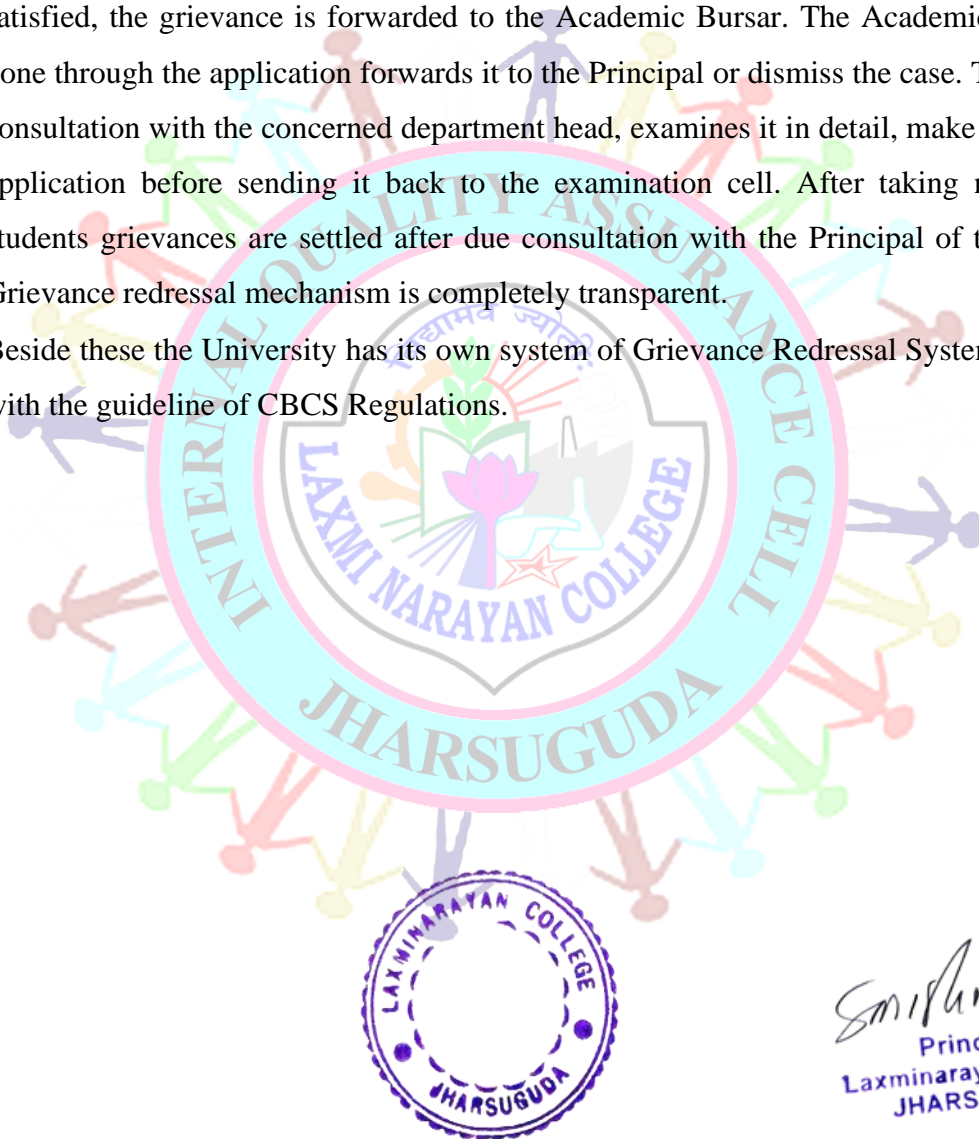 atisfied, the grievance is forwarded to the Academic Bursar. The Academic
one through the application forwards it to the Principal or dismiss the case. T
onsultation with the concerned department head, examines it in detail, make
pplication before sending it back to the examination cell. After taking
tudents grievances are settled after due consultation with the Principal of t
Grievance redressal mechanism is completely transparent.
Beside these the University has its own system of Grievance Redressal System
with the guideline of CBCS Regulations.
INTERNAL QUALITY ASSURANCE CELL
JHARSUGUDA
LAXMI NARAYAN COLLEGE
LAXMINARAYAN COLLEGE
JHARSUGUDA
Princ
Laxminaray
JHARS